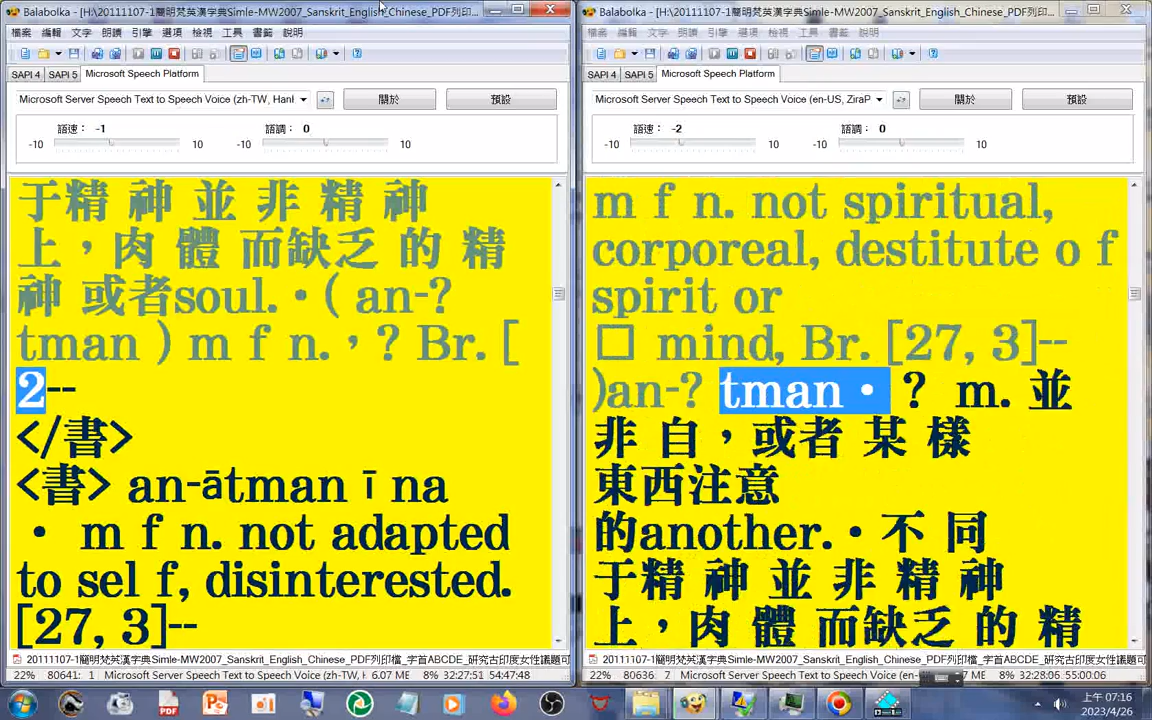 Balabolka - [H:\20111107-1簡明梵英漢字典Simle-MW2007_Sanskrit_English_Chinese_PDF列印...
檔案 編輯 文字 朗讀 引擎 選項 檢視 工具 書籤 說明
SAPI 4 SAPI 5 Microsoft Speech Platform
Microsoft Server Speech Text to Speech Voice (zh-TW, Hanl 關於 預設
語速： -1 語調： 0
-10 10 -10 10
于精 神 並 非 精 神
上，肉 體 而缺乏 的 精
神 或者soul.•( an-?
tman ) m f n.，? Br. [
2--
</書>
<書> an-ātman ī na
• m f n. not adapted
to sel f, disinterested.
[27, 3]--
20111107-1簡明梵英漢字典Simle-MW2007_Sanskrit_English_Chinese_PDF列印檔_字首ABCDE_研究古印度女性議題可
22% 80641: 1 Microsoft Server Speech Text to Speech Voice (zh-TW, H 6.07 MB 8% 32:27:51 54:47:48
Balabolka - [H:\20111107-1簡明梵英漢字典Simle-MW2007_Sanskrit_English_Chinese_PDF列印...
檔案 編輯 文字 朗讀 引擎 選項 檢視 工具 書籤 說明
SAPI 4 SAPI 5 Microsoft Speech Platform
Microsoft Server Speech Text to Speech Voice (en-US, ZiraP 關於 預設
語速： -2 語調： 0
-10 10 -10 10
m f n. not spiritual,
corporeal, destitute o f
spirit or
□ mind, Br. [27, 3]--
)an-? tman • ? m. 並
非 自，或者 某 樣
東西注意
的another.•不 同
于精 神 並 非 精 神
上，肉 體 而缺乏 的 精
20111107-1簡明梵英漢字典Simle-MW2007_Sanskrit_English_Chinese_PDF列印檔_字首ABCDE_研究古印度女性議題可
22% 80636: 7 Microsoft Server Speech Text to Speech Voice (en-U 8% 32:28:06 55:00:06
上午 07:16
2023/4/26